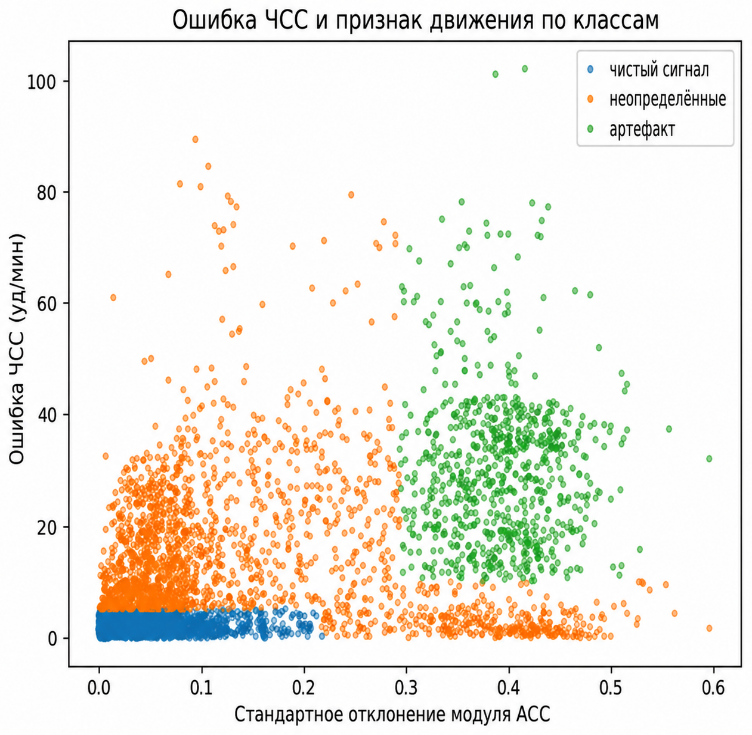 Ошибка ЧСС и признак движения по классам
чистый сигнал
неопределённые
артефакт
Ошибка ЧСС (уд/мин)
100
80
60
40
20
0
0.0 0.1 0.2 0.3 0.4 0.5 0.6
Стандартное отклонение модуля ACC